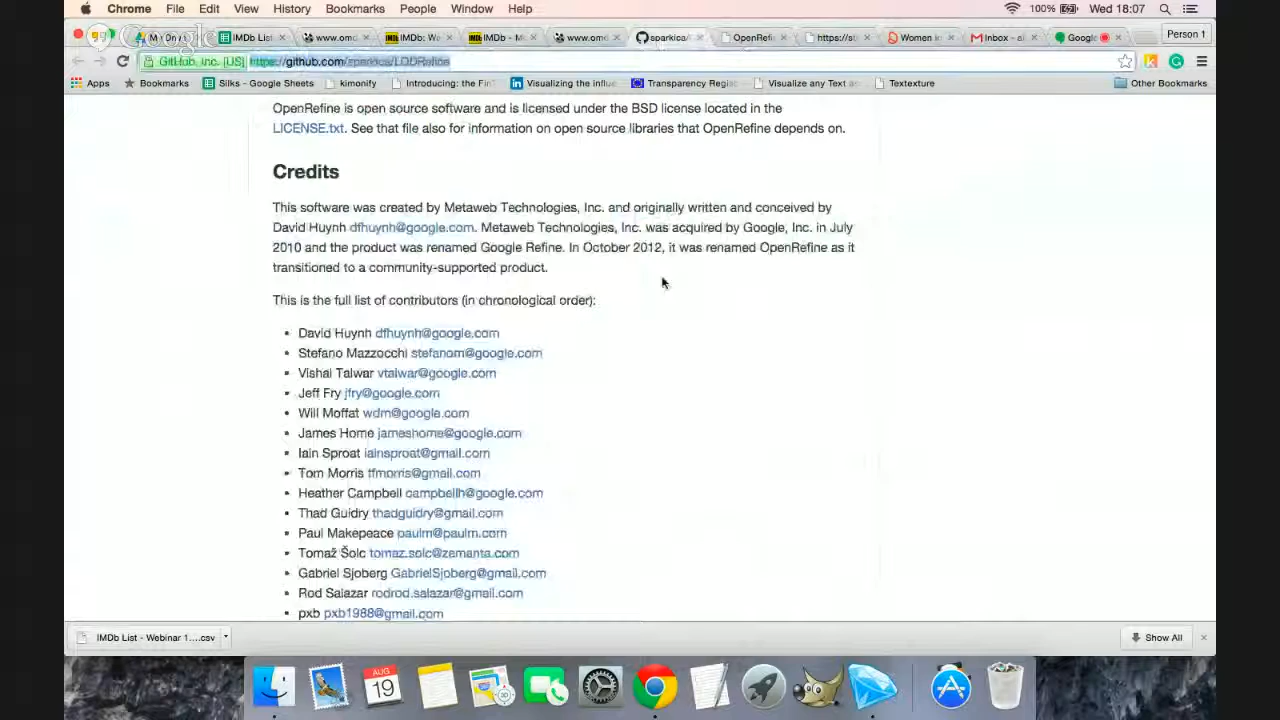 Chrome File Edit View History Bookmarks People Window Help 100% Wed 18:07
Google
IMDb List www.omd IMDb: We IMDb - M www.omd sparkica/ OpenRefin https://st Women in Inbox - Google Person 1
GitHub, Inc. [US] https://github.com/sparkica/LODRefine
Apps Bookmarks Silks - Google Sheets kimonify Introducing: the Fin Visualizing the influe Transparency Regis Visualize any Text as Textexture Other Bookmarks
OpenRefine is open source software and is licensed under the BSD license located in the
LICENSE.txt. See that file also for information on open source libraries that OpenRefine depends on.
Credits
This software was created by Metaweb Technologies, Inc. and originally written and conceived by
David Huynh dfhuynh@google.com. Metaweb Technologies, Inc. was acquired by Google, Inc. in July
2010 and the product was renamed Google Refine. In October 2012, it was renamed OpenRefine as it
transitioned to a community-supported product.
This is the full list of contributors (in chronological order):
David Huynh dfhuynh@google.com
Stefano Mazzocchi stefanom@google.com
Vishal Talwar vtalwar@google.com
Jeff Fry jfry@google.com
Will Moffat wdm@google.com
James Home jameshome@google.com
Iain Sproat iainsproat@gmail.com
Tom Morris tfmorris@gmail.com
Heather Campbell campbellh@google.com
Thad Guidry thadguidry@gmail.com
Paul Makepeace paulm@paulm.com
Tomaž Šolc tomaz.solc@zemanta.com
Gabriel Sjoberg GabrielSjoberg@gmail.com
Rod Salazar rodrod.salazar@gmail.com
pxb pxb1988@gmail.com
IMDb List - Webinar 1....csv Show All
AUG
19